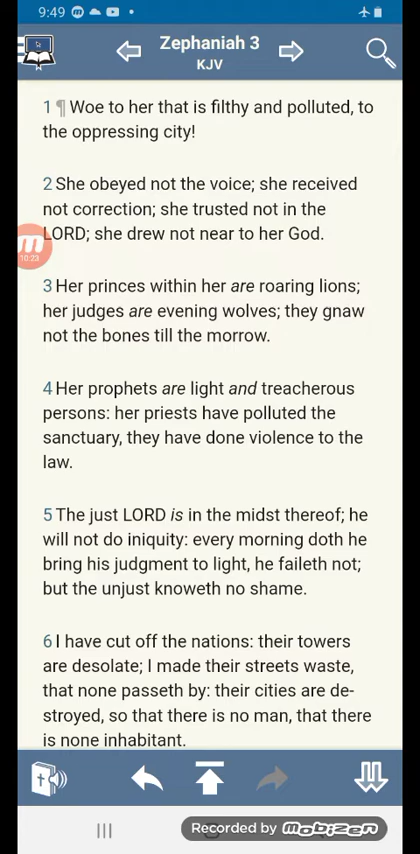 9:49
Zephaniah 3
KJV
1 ¶ Woe to her that is filthy and polluted, to
the oppressing city!
2 She obeyed not the voice; she received
not correction; she trusted not in the
LORD; she drew not near to her God.
10:23
3 Her princes within her are roaring lions;
her judges are evening wolves; they gnaw
not the bones till the morrow.
4 Her prophets are light and treacherous
persons: her priests have polluted the
sanctuary, they have done violence to the
law.
5 The just LORD is in the midst thereof; he
will not do iniquity: every morning doth he
bring his judgment to light, he faileth not;
but the unjust knoweth no shame.
6 I have cut off the nations: their towers
are desolate; I made their streets waste,
that none passeth by: their cities are de-
stroyed, so that there is no man, that there
is none inhabitant.
Recorded by mobizen